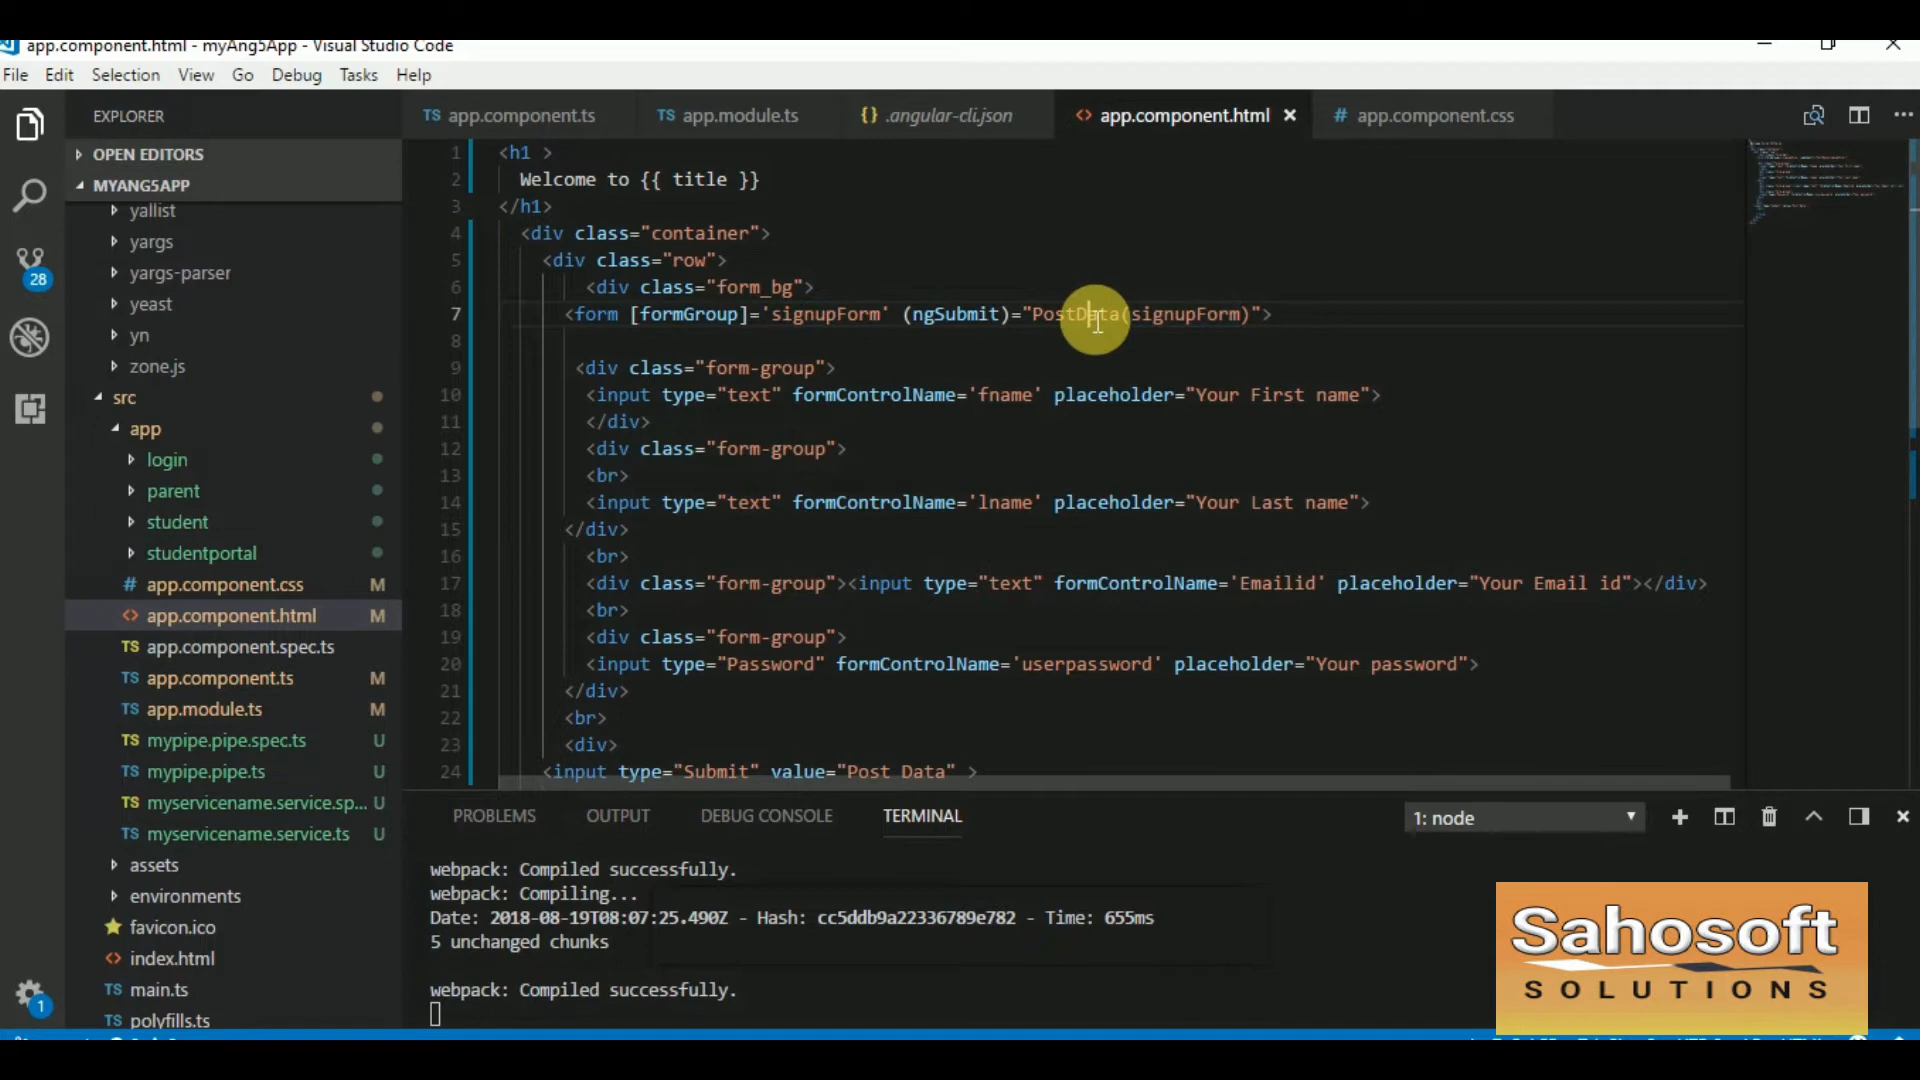 app.component.html - myAng5App - Visual Studio Code
File Edit Selection View Go Debug Tasks Help
EXPLORER
OPEN EDITORS
MYANG5APP
yallist
yargs
yargs-parser
yeast
yn
zone.js
src
app
login
parent
student
studentportal
# app.component.css M
<> app.component.html M
TS app.component.spec.ts
TS app.component.ts M
TS app.module.ts M
TS mypipe.pipe.spec.ts U
TS mypipe.pipe.ts U
TS myservicename.service.sp... U
TS myservicename.service.ts U
assets
environments
favicon.ico
<> index.html
TS main.ts
TS polyfills.ts
28
1
TS app.component.ts
TS app.module.ts
{} .angular-cli.json
<> app.component.html ×
# app.component.css
1 <h1 >
2 Welcome to {{ title }}
3 </h1>
4 <div class="container">
5 <div class="row">
6 <div class="form_bg">
7 <form [formGroup]='signupForm' (ngSubmit)="PostData(signupForm)">
8
9 <div class="form-group">
10 <input type="text" formControlName='fname' placeholder="Your First name">
11 </div>
12 <div class="form-group">
13 <br>
14 <input type="text" formControlName='lname' placeholder="Your Last name">
15 </div>
16 <br>
17 <div class="form-group"><input type="text" formControlName='Emailid' placeholder="Your Email id"></div>
18 <br>
19 <div class="form-group">
20 <input type="Password" formControlName='userpassword' placeholder="Your password">
21 </div>
22 <br>
23 <div>
24 <input type="Submit" value="Post Data" >
PROBLEMS OUTPUT DEBUG CONSOLE TERMINAL
1: node
webpack: Compiled successfully.
webpack: Compiling...
Date: 2018-08-19T08:07:25.490Z - Hash: cc5ddb9a22336789e782 - Time: 655ms
5 unchanged chunks
webpack: Compiled successfully.
Sahosoft
SOLUTIONS